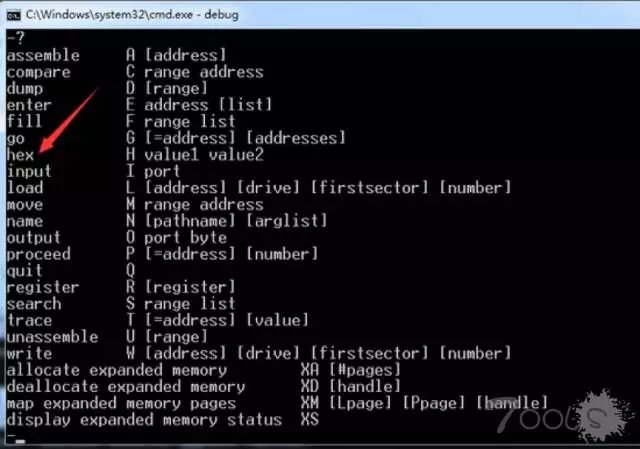 C:\Windows\system32\cmd.exe - debug
-?
assemble A [address]
compare C range address
dump D [range]
enter E address [list]
fill F range list
go G [=address] [addresses]
hex H value1 value2
input I port
load L [address] [drive] [firstsector] [number]
move M range address
name N [pathname] [arglist]
output O port byte
proceed P [=address] [number]
quit Q
register R [register]
search S range list
trace T [=address] [value]
unassemble U [range]
write W [address] [drive] [firstsector] [number]
allocate expanded memory XA [#pages]
deallocate expanded memory XD [handle]
map expanded memory pages XM [Lpage] [Ppage] [handle]
display expanded memory status XS
-_
7ools